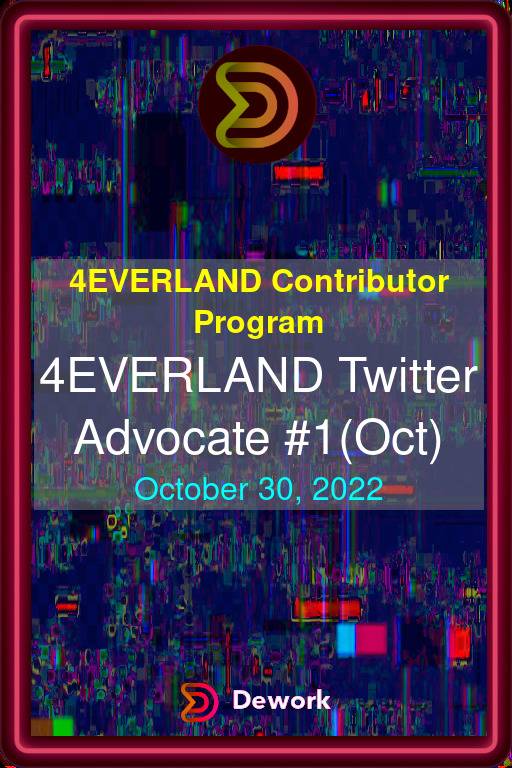 4EVERLAND Contributor
Program
4EVERLAND Twitter
Advocate #1(Oct)
October 30, 2022
Dework